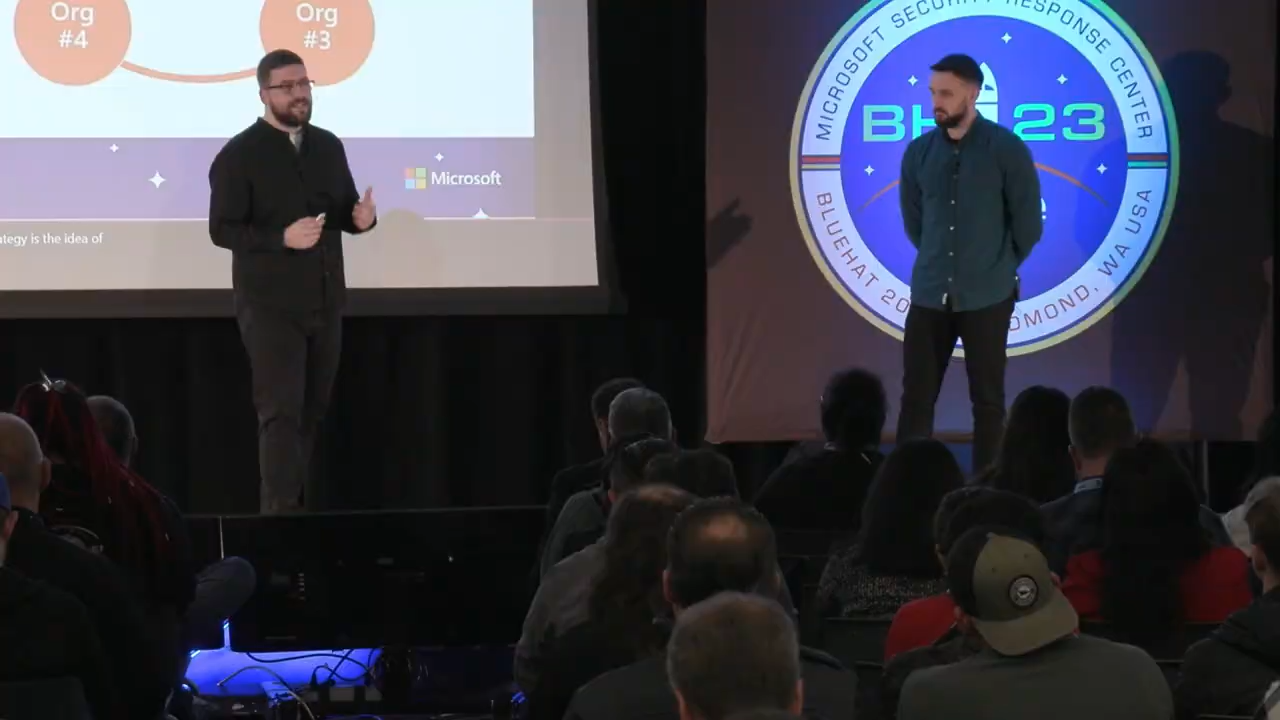 Org
#4
Org
#3
Microsoft
ategy is the idea of
MICROSOFT SECURITY RESPONSE CENTER
BH 23
BLUEHAT 20 DMOND, WA USA